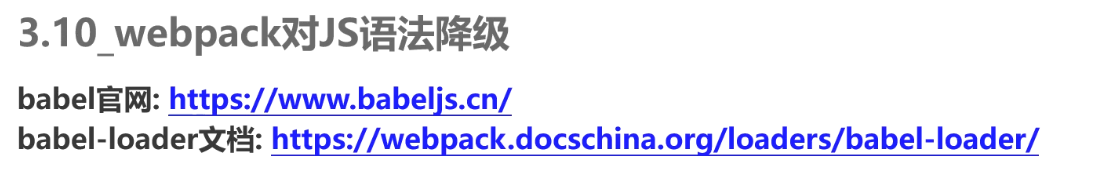 3.10_webpack对JS语法降级
babel官网: https://www.babeljs.cn/
babel-loader文档: https://webpack.docschina.org/loaders/babel-loader/